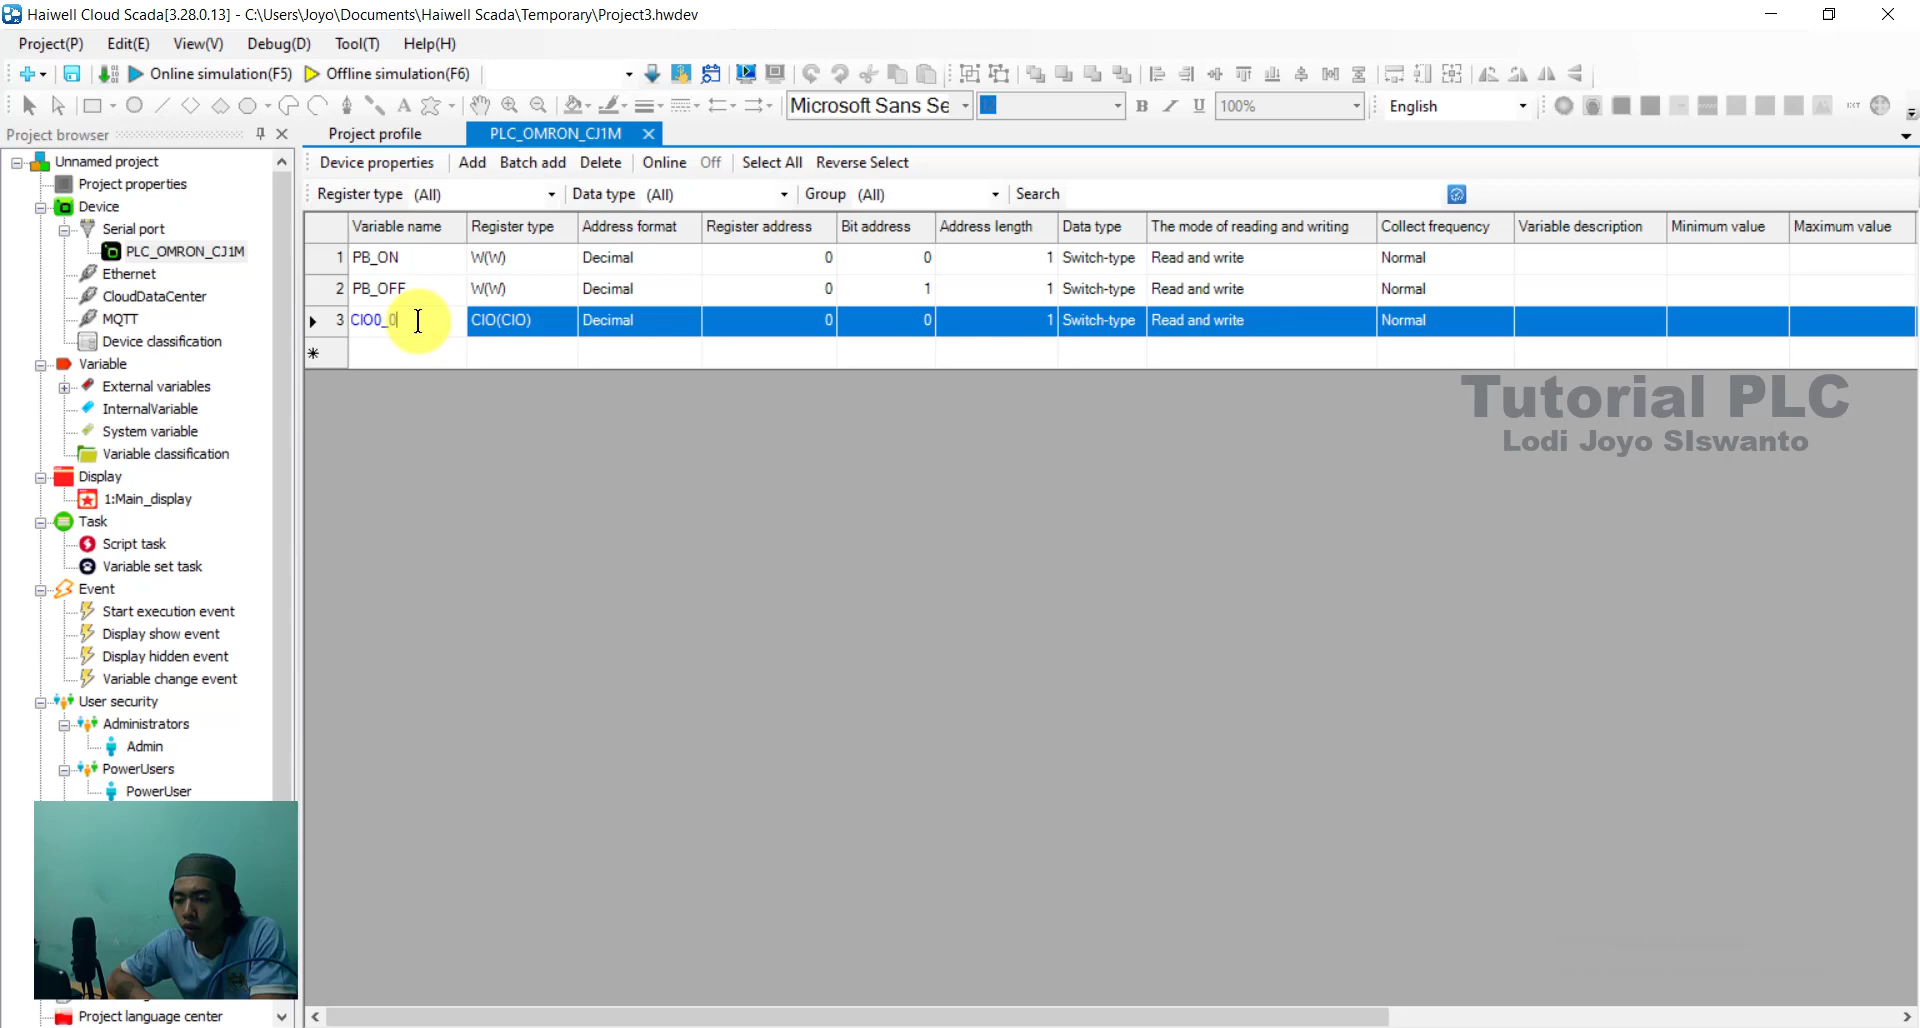 Haiwell Cloud Scada[3.28.0.13] - C:\Users\Joyo\Documents\Haiwell Scada\Temporary\Project3.hwdev
Project(P) Edit(E) View(V) Debug(D) Tool(T) Help(H)
Online simulation(F5) Offline simulation(F6)
Microsoft Sans Se B I U 100% English
Project browser Project profile PLC_OMRON_CJ1M
Device properties Add Batch add Delete Online Off Select All Reverse Select
Register type (All) Data type (All) Group (All) Search
Variable name Register type Address format Register address Bit address Address length Data type The mode of reading and writing Collect frequency Variable description Minimum value Maximum value
1 PB_ON W(W) Decimal 0 0 1 Switch-type Read and write Normal
2 PB_OFF W(W) Decimal 0 1 1 Switch-type Read and write Normal
3 CIO0_0 CIO(CIO) Decimal 0 0 1 Switch-type Read and write Normal
Unnamed project
Project properties
Device
Serial port
PLC_OMRON_CJ1M
Ethernet
CloudDataCenter
MQTT
Device classification
Variable
External variables
InternalVariable
System variable
Variable classification
Display
1:Main_display
Task
Script task
Variable set task
Event
Start execution event
Display show event
Display hidden event
Variable change event
User security
Administrators
Admin
PowerUsers
PowerUser
Project language center
Tutorial PLC
Lodi Joyo SIswanto